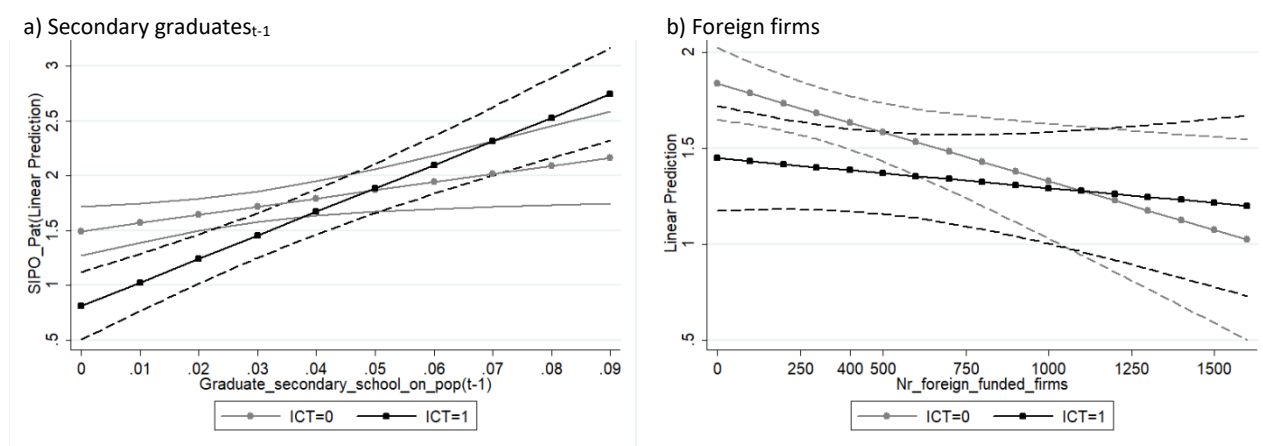 a) Secondary graduatest-1
3
2.5
2
1.5
1
.5
SIPO_Pat(Linear Prediction)
0 .01 .02 .03 .04 .05 .06 .07 .08 .09
Graduate_secondary_school_on_pop(t-1)
ICT=0 ICT=1
b) Foreign firms
2
1.5
1
.5
Linear Prediction
0 250 400 500 750 1000 1250 1500
Nr_foreign_funded_firms
ICT=0 ICT=1